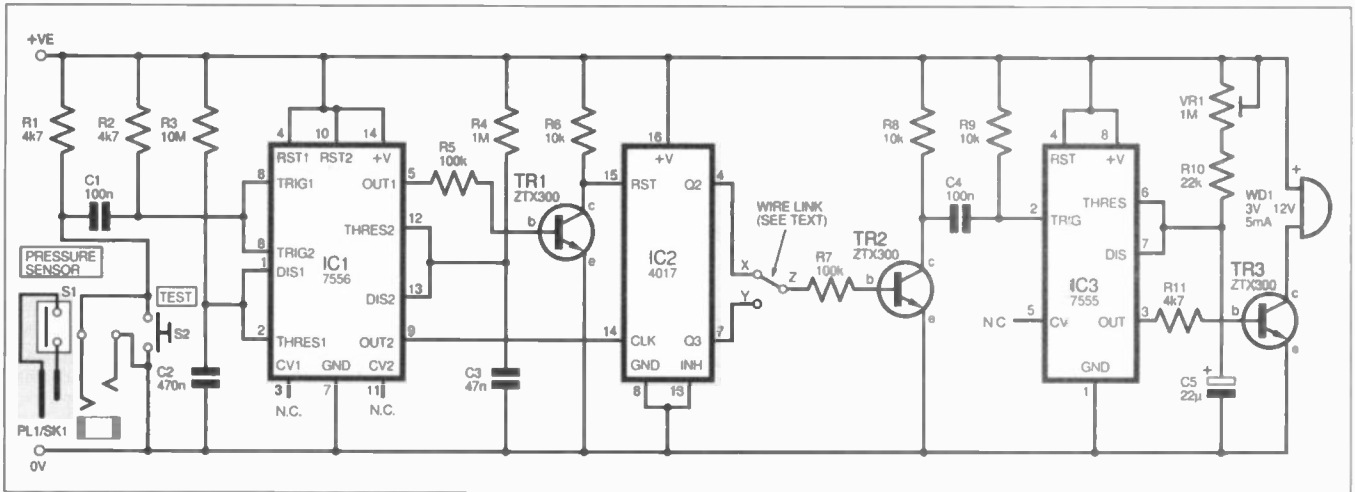 +VE
R1
4k7
R2
4k7
R3
10M
C1
100n
PRESSURE
SENSOR
S1
TEST
S2
C2
470n
PL1/SK1
0V
4
10
14
RST1
RST2
+V
8
TRIG1
OUT1
5
THRES2
12
8
TRIG2
1
DIS1
IC1
7556
DIS2
13
2
THRES1
OUT2
9
CV1
GND
CV2
3
7
11
N.C.
N.C.
R4
1M
R5
100k
R6
10k
TR1
ZTX300
b
c
e
C3
47n
16
+V
15
RST
Q2
4
IC2
4017
14
CLK
Q3
7
GND
INH
8
13
WIRE LINK
(SEE TEXT)
X
Z
Y
R7
100k
TR2
ZTX300
b
c
e
R8
10k
R9
10k
C4
100n
4
8
RST
+V
2
TRIG
THRES
6
DIS
7
IC3
7555
N C
5
CV
OUT
3
GND
1
R11
4k7
VR1
1M
R10
22k
WD1
3V
12V
5mA
+
TR3
ZTX300
b
c
e
C5
22µ